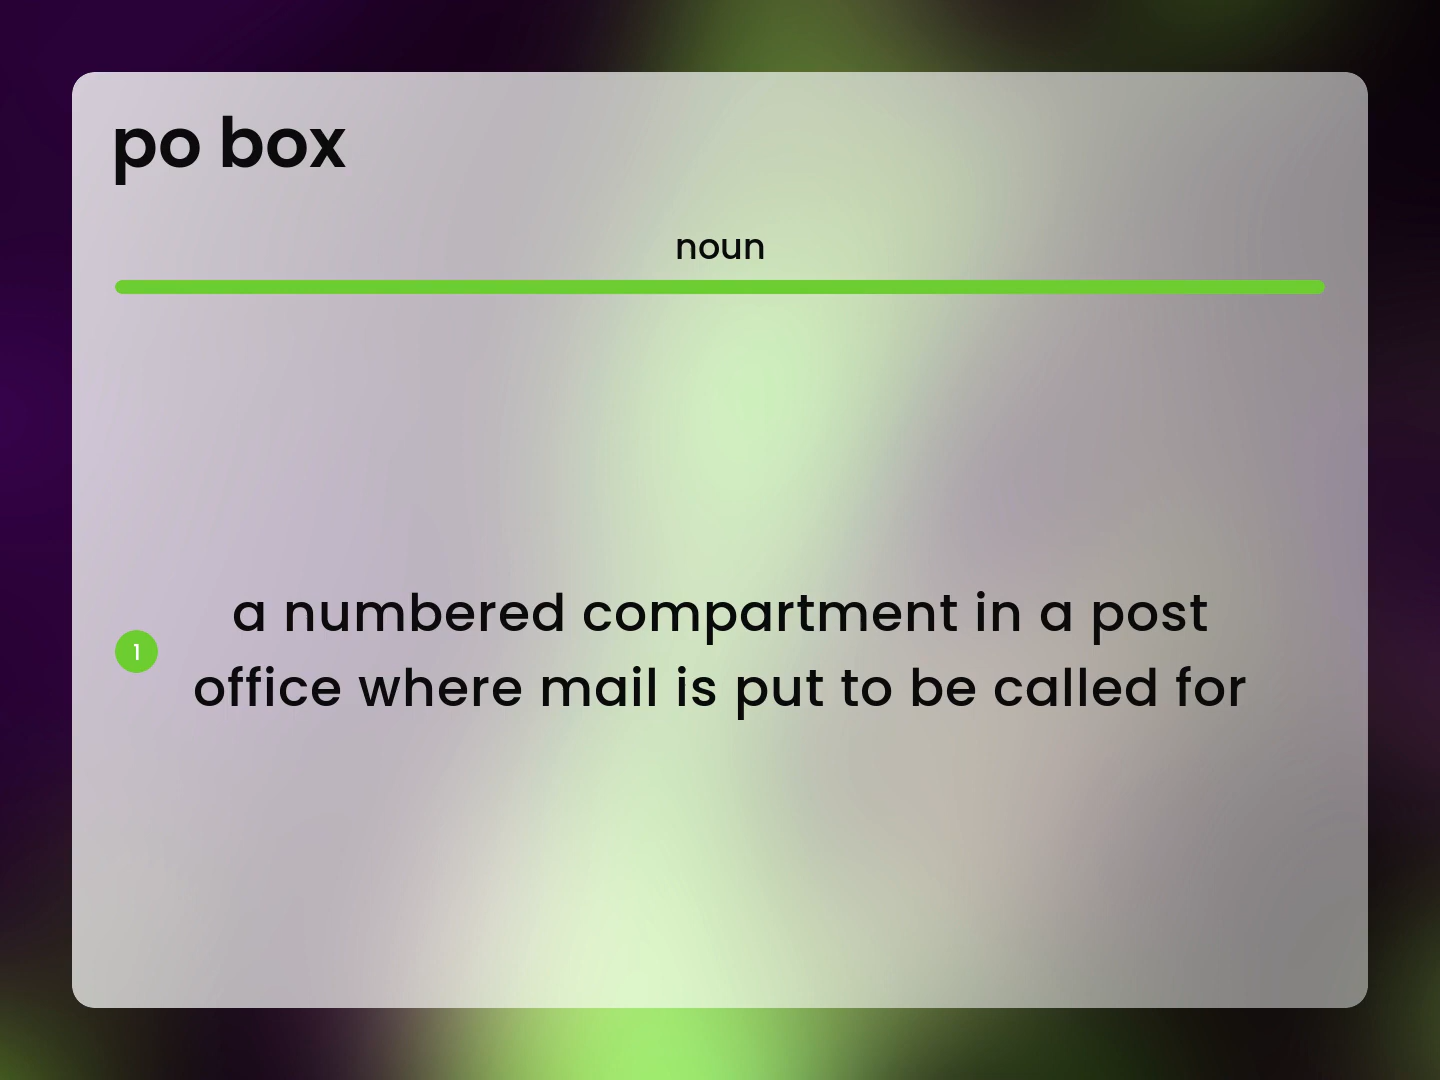 po box
noun
1
a numbered compartment in a post
office where mail is put to be called for